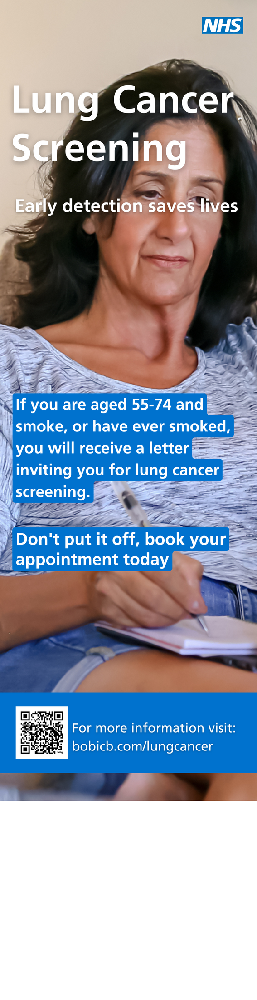 NHS
Lung Cancer
Screening
Early detection saves lives
If you are aged 55-74 and
smoke, or have ever smoked,
you will receive a letter
inviting you for lung cancer
screening.
Don't put it off, book your
appointment today
For more information visit:
bobicb.com/lungcancer
bitly